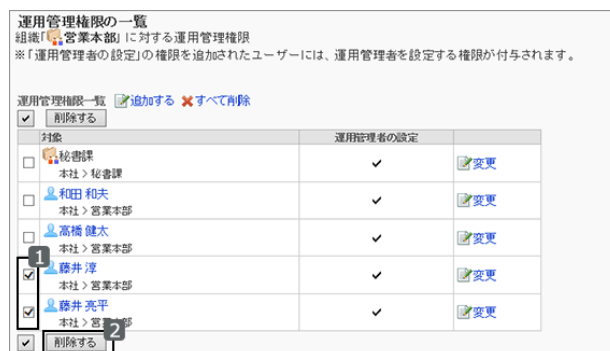 運用管理権限の一覧
組織「営業本部」に対する運用管理権限
※「運用管理者の設定」の権限を追加されたユーザーには、運用管理者を設定する権限が付与されます。
運用管理権限一覧 追加する すべて削除
削除する
対象 運用管理者の設定
秘書課 変更
本社 > 秘書課
和田 和夫 変更
本社 > 営業本部
高橋 健太 変更
本社 > 営業本部
1
藤井 淳 変更
本社 > 営業本部
藤井 亮平 変更
本社 > 営業本部
2
削除する